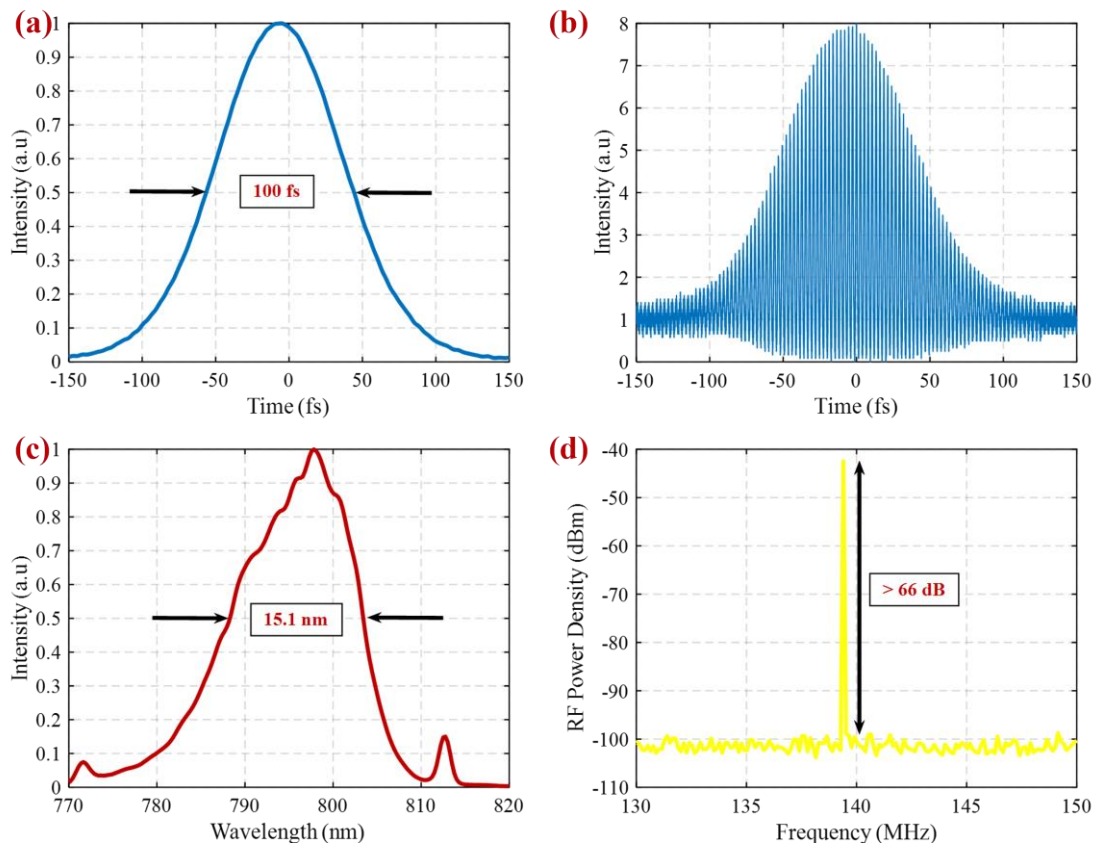 (a)
1
0.9
0.8
0.7
0.6
0.5
0.4
0.3
0.2
0.1
0
Intensity (a.u)
100 fs
-150 -100 -50 0 50 100 150
Time (fs)
(b)
8
7
6
5
4
3
2
1
0
Intensity (a.u)
-150 -100 -50 0 50 100 150
Time (fs)
(c)
1
0.9
0.8
0.7
0.6
0.5
0.4
0.3
0.2
0.1
0
Intensity (a.u)
15.1 nm
770 780 790 800 810 820
Wavelength (nm)
(d)
-40
-50
-60
-70
-80
-90
-100
-110
RF Power Density (dBm)
> 66 dB
130 135 140 145 150
Frequency (MHz)